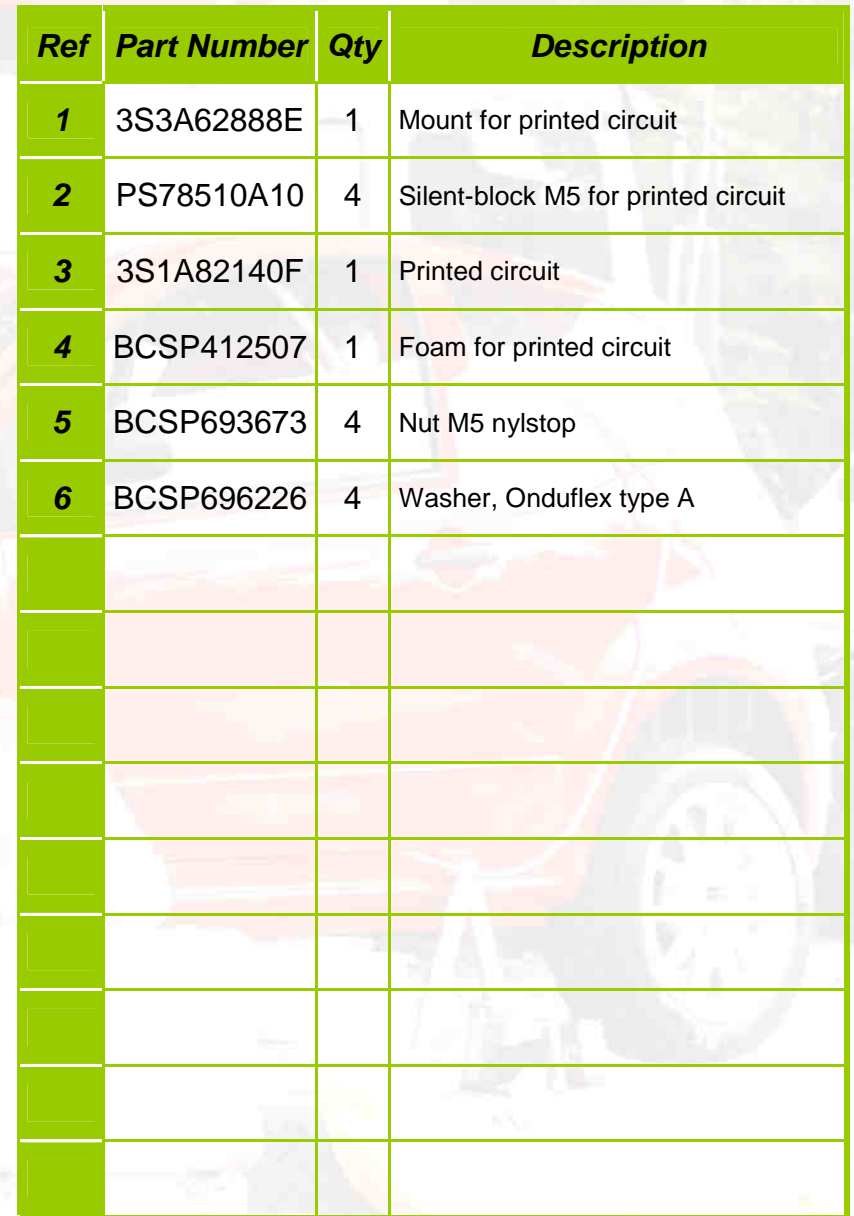 Ref Part Number Qty Description
1 3S3A62888E 1 Mount for printed circuit
2 PS78510A10 4 Silent-block M5 for printed circuit
3 3S1A82140F 1 Printed circuit
4 BCSP412507 1 Foam for printed circuit
5 BCSP693673 4 Nut M5 nylstop
6 BCSP696226 4 Washer, Onduflex type A